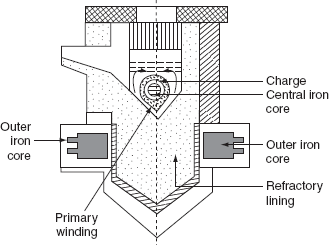 Charge
Central iron
core
Outer
iron
core
Outer iron
core
Refractory
lining
Primary
winding